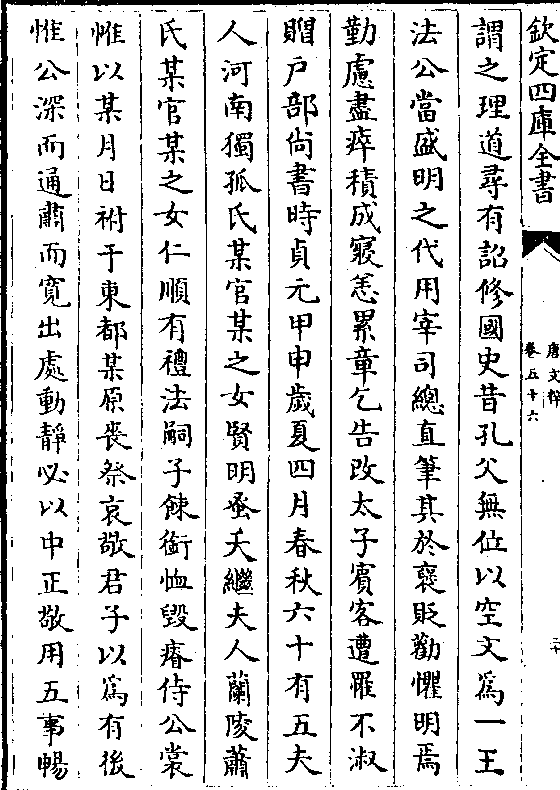 欽定四庫全書
唐文粹
卷五十六
二十
謂之理道尋有詔修國史昔孔父無位以空文為一王
法公當盛明之代用宰司總直筆其於褒貶勸懼明焉
勤慮盡瘁積成寢恙累章乞告改太子賓客遭罹不淑
贈戸部尚書時貞元甲申歲夏四月春秋六十有五夫
人河南獨孤氏某官某之女賢明蚤夭繼夫人蘭陵蕭
氏某官某之女仁順有禮法嗣子餗銜恤毀瘠侍公裳
帷以某月日祔于東都某原喪祭哀敬君子以為有後
惟公深而通肅而寬出處動靜必以中正敬用五事暢